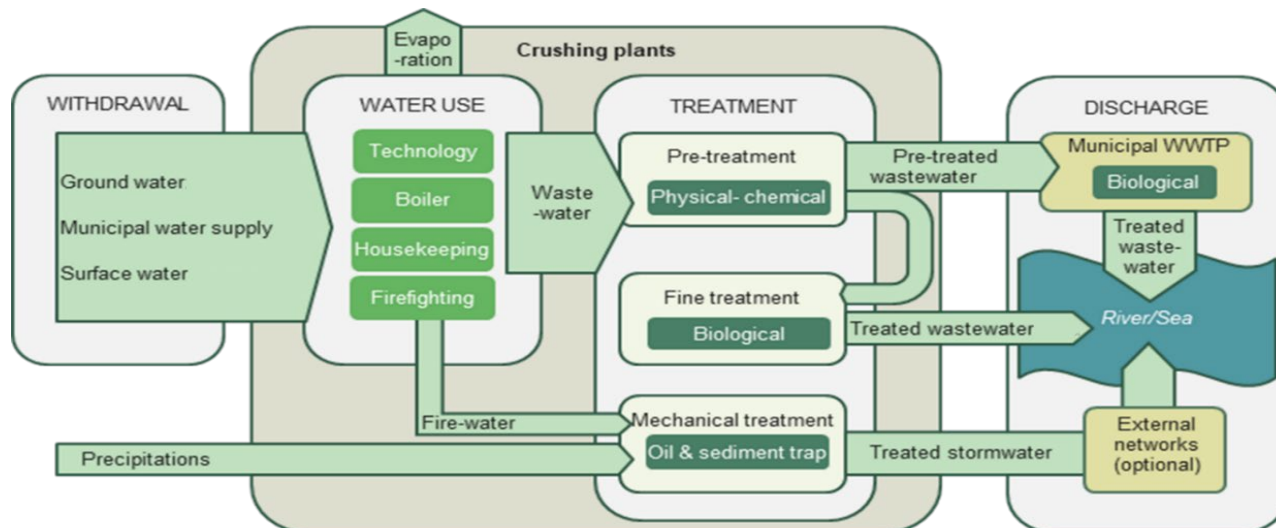 Evapo
-ration
Crushing plants
WITHDRAWAL
WATER USE
TREATMENT
DISCHARGE
Ground water
Municipal water supply
Surface water
Technology
Boiler
Housekeeping
Firefighting
Waste
-water
Pre-treatment
Physical- chemical
Pre-treated
wastewater
Municipal WWTP
Biological
Treated
waste-
water
Fine treatment
Biological
Treated wastewater
River/Sea
Fire-water
Mechanical treatment
Oil & sediment trap
Precipitations
Treated stormwater
External
networks
(optional)